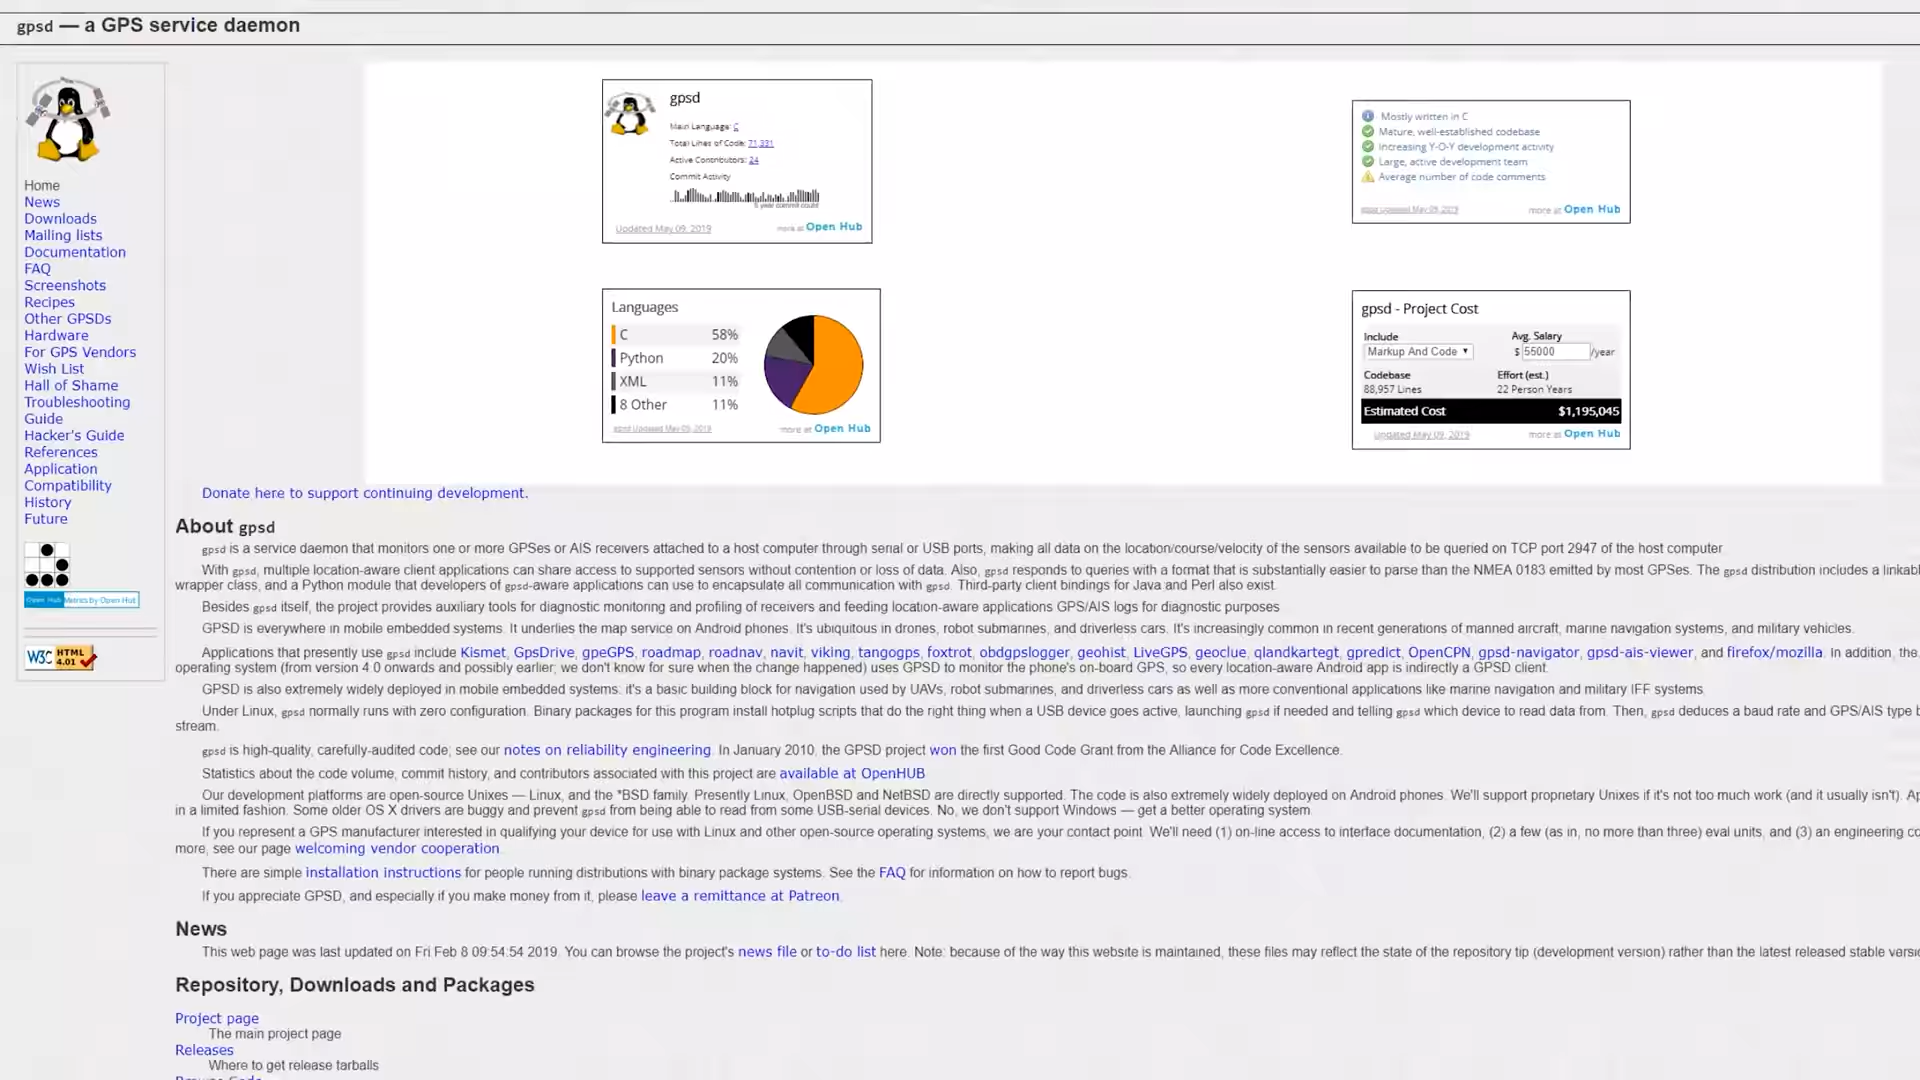 gpsd — a GPS service daemon
Home
News
Downloads
Mailing lists
Documentation
FAQ
Screenshots
Recipes
Other GPSDs
Hardware
For GPS Vendors
Wish List
Hall of Shame
Troubleshooting
Guide
Hacker's Guide
References
Application
Compatibility
History
Future
Open Hub Metrics by Open Hub
W3C HTML 4.01
gpsd
Main Language: C
Total Lines of Code: 71,331
Active Contributors: 24
Commit Activity
5 year commit count
Updated May 09, 2019 more at Open Hub
Mostly written in C
Mature, well-established codebase
Increasing Y-O-Y development activity
Large, active development team
Average number of code comments
gpsd Updated May 09, 2019 more at Open Hub
Languages
C 58%
Python 20%
XML 11%
8 Other 11%
gpsd Updated May 09, 2019 more at Open Hub
gpsd - Project Cost
Include Avg. Salary
Markup And Code $ 55000 /year
Codebase Effort (est.)
88,957 Lines 22 Person Years
Estimated Cost $1,195,045
Updated May 09, 2019 more at Open Hub
Donate here to support continuing development.
About gpsd
gpsd is a service daemon that monitors one or more GPSes or AIS receivers attached to a host computer through serial or USB ports, making all data on the location/course/velocity of the sensors available to be queried on TCP port 2947 of the host computer.
With gpsd, multiple location-aware client applications can share access to supported sensors without contention or loss of data. Also, gpsd responds to queries with a format that is substantially easier to parse than the NMEA 0183 emitted by most GPSes. The gpsd distribution includes a
wrapper class, and a Python module that developers of gpsd-aware applications can use to encapsulate all communication with gpsd. Third-party client bindings for Java and Perl also exist.
Besides gpsd itself, the project provides auxiliary tools for diagnostic monitoring and profiling of receivers and feeding location-aware applications GPS/AIS logs for diagnostic purposes.
GPSD is everywhere in mobile embedded systems. It underlies the map service on Android phones. It's ubiquitous in drones, robot submarines, and driverless cars. It's increasingly common in recent generations of manned aircraft, marine navigation systems, and military vehicles.
Applications that presently use gpsd include Kismet, GpsDrive, gpeGPS, roadmap, roadnav, navit, viking, tangogps, foxtrot, obdgpslogger, geohist, LiveGPS, geoclue, qlandkartegt, gpredict, OpenCPN, gpsd-navigator, gpsd-ais-viewer, and firefox/mozilla. In addition, the
operating system (from version 4.0 onwards and possibly earlier; we don't know for sure when the change happened) uses GPSD to monitor the phone's on-board GPS, so every location-aware Android app is indirectly a GPSD client.
GPSD is also extremely widely deployed in mobile embedded systems: it's a basic building block for navigation used by UAVs, robot submarines, and driverless cars as well as more conventional applications like marine navigation and military IFF systems.
Under Linux, gpsd normally runs with zero configuration. Binary packages for this program install hotplug scripts that do the right thing when a USB device goes active, launching gpsd if needed and telling gpsd which device to read data from. Then, gpsd deduces a baud rate and GPS/AIS type
stream.
gpsd is high-quality, carefully-audited code; see our notes on reliability engineering. In January 2010, the GPSD project won the first Good Code Grant from the Alliance for Code Excellence.
Statistics about the code volume, commit history, and contributors associated with this project are available at OpenHUB
Our development platforms are open-source Unixes — Linux, and the *BSD family. Presently Linux, OpenBSD and NetBSD are directly supported. The code is also extremely widely deployed on Android phones. We'll support proprietary Unixes if it's not too much work (and it usually isn't).
in a limited fashion. Some older OS X drivers are buggy and prevent gpsd from being able to read from some USB-serial devices. No, we don't support Windows — get a better operating system.
If you represent a GPS manufacturer interested in qualifying your device for use with Linux and other open-source operating systems, we are your contact point. We'll need (1) on-line access to interface documentation, (2) a few (as in, no more than three) eval units, and (3) an engineering
more, see our page welcoming vendor cooperation.
There are simple installation instructions for people running distributions with binary package systems. See the FAQ for information on how to report bugs.
If you appreciate GPSD, and especially if you make money from it, please leave a remittance at Patreon.
News
This web page was last updated on Fri Feb 8 09:54:54 2019. You can browse the project's news file or to-do list here. Note: because of the way this website is maintained, these files may reflect the state of the repository tip (development version) rather than the latest released stable
Repository, Downloads and Packages
Project page
The main project page
Releases
Where to get release tarballs